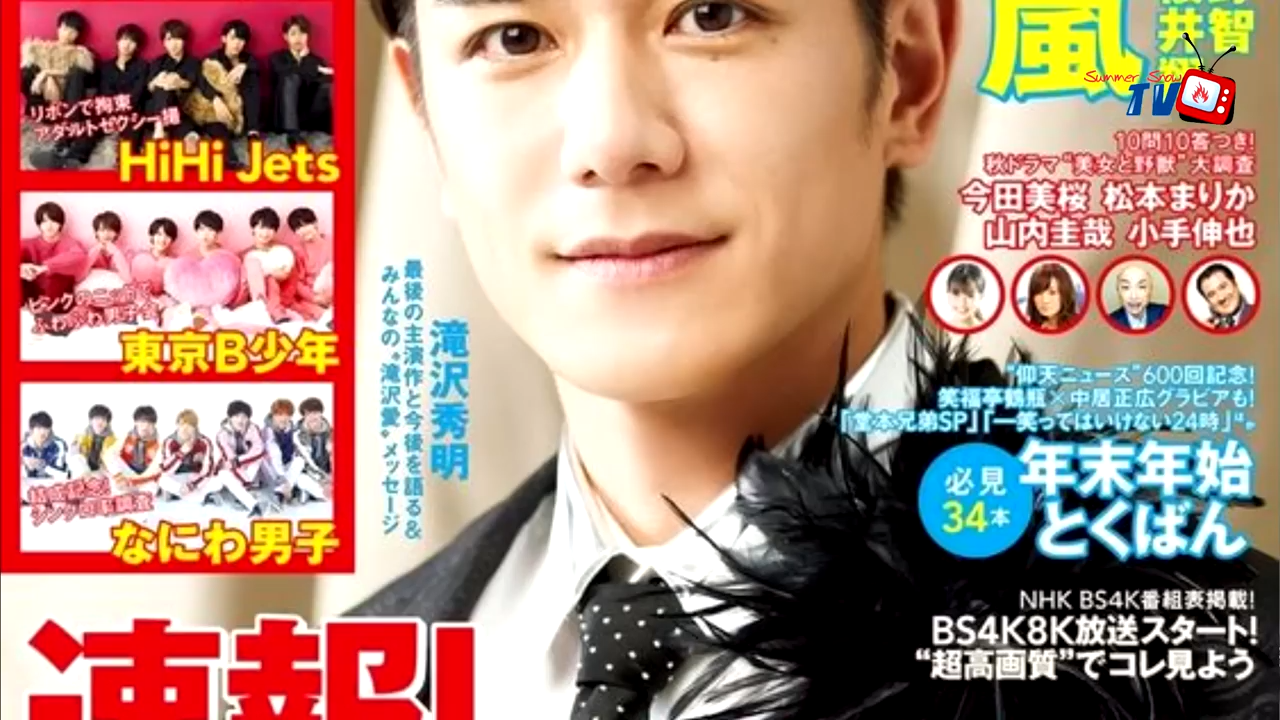 リボンで拘束
アダルトセクシー撮
HiHi Jets
東京B少年
なにわ男子
速報!
滝沢秀明
最後の主演作と今後を語る&
みんなの"滝沢愛"メッセージ
嵐
Summer Show
TV
10問10答つき!
秋ドラマ"美女と野獣"大調査
今田美桜 松本まりか
山内圭哉 小手伸也
"仰天ニュース"600回記念!
笑福亭鶴瓶×中居正広グラビアも!
「堂本兄弟SP」「笑ってはいけない24時」
必見
34本
年末年始
とくばん
NHK BS4K番組表掲載!
BS4K8K放送スタート!
"超高画質"でコレ見よう